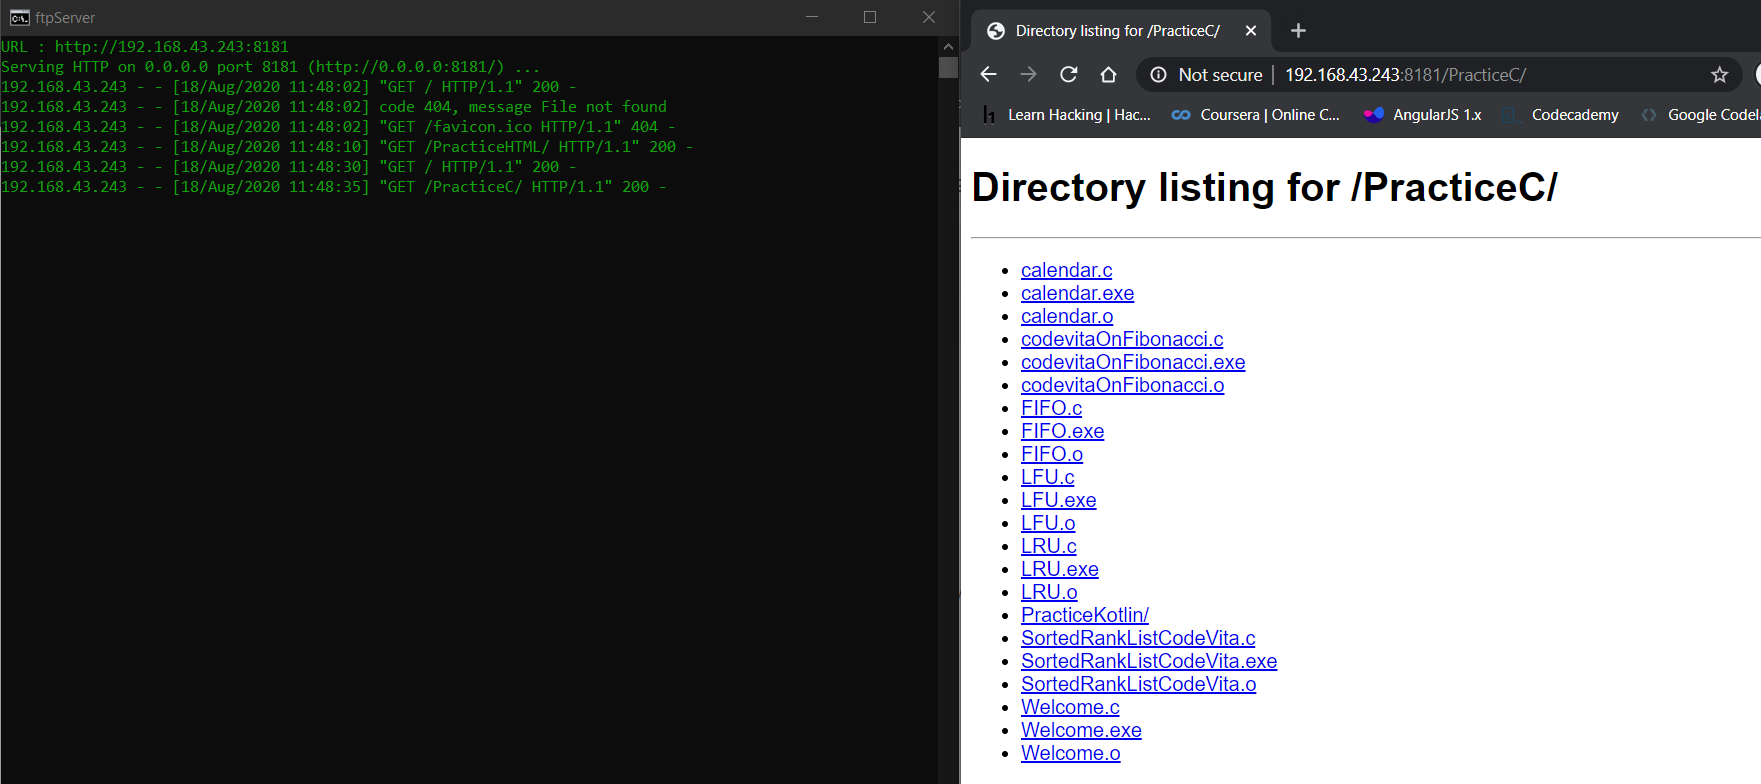 ftpServer
URL : http://192.168.43.243:8181
Serving HTTP on 0.0.0.0 port 8181 (http://0.0.0.0:8181/) ...
192.168.43.243 - - [18/Aug/2020 11:48:02] "GET / HTTP/1.1" 200 -
192.168.43.243 - - [18/Aug/2020 11:48:02] code 404, message File not found
192.168.43.243 - - [18/Aug/2020 11:48:02] "GET /favicon.ico HTTP/1.1" 404 -
192.168.43.243 - - [18/Aug/2020 11:48:10] "GET /PracticeHTML/ HTTP/1.1" 200 -
192.168.43.243 - - [18/Aug/2020 11:48:30] "GET / HTTP/1.1" 200 -
192.168.43.243 - - [18/Aug/2020 11:48:35] "GET /PracticeC/ HTTP/1.1" 200 -
Directory listing for /PracticeC/
Not secure | 192.168.43.243:8181/PracticeC/
Learn Hacking | Hac... Coursera | Online C... AngularJS 1.x Codecademy Google
Directory listing for /PracticeC/
calendar.c
calendar.exe
calendar.o
codevitaOnFibonacci.c
codevitaOnFibonacci.exe
codevitaOnFibonacci.o
FIFO.c
FIFO.exe
FIFO.o
LFU.c
LFU.exe
LFU.o
LRU.c
LRU.exe
LRU.o
PracticeKotlin/
SortedRankListCodeVita.c
SortedRankListCodeVita.exe
SortedRankListCodeVita.o
Welcome.c
Welcome.exe
Welcome.o